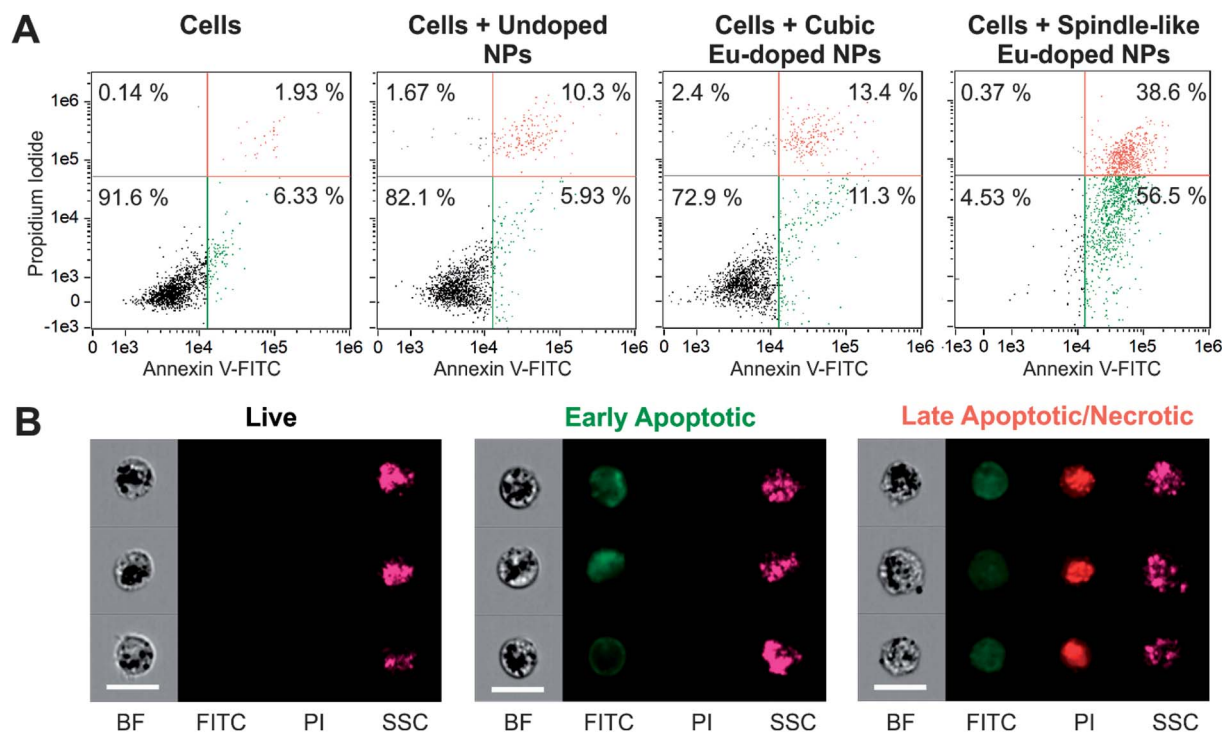 A
Cells
Cells + Undoped
NPs
Cells + Cubic
Eu-doped NPs
Cells + Spindle-like
Eu-doped NPs
Propidium Iodide
1e6
1e5
1e4
1e3
0
-1e3
0.14 %
1.93 %
91.6 %
6.33 %
0
1e3
1e4
1e5
1e6
Annexin V-FITC
1.67 %
10.3 %
82.1 %
5.93 %
0
1e3
1e4
1e5
1e6
Annexin V-FITC
2.4 %
13.4 %
72.9 %
11.3 %
0
1e3
1e4
1e5
1e6
Annexin V-FITC
0.37 %
38.6 %
4.53 %
56.5 %
-1e3
0
1e3
1e4
1e5
1e6
Annexin V-FITC
B
Live
Early Apoptotic
Late Apoptotic/Necrotic
BF FITC PI SSC
BF FITC PI SSC
BF FITC PI SSC